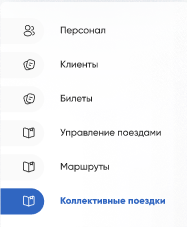 Персонал
Клиенты
Билеты
Управление поездами
Маршруты
Коллективные поездки